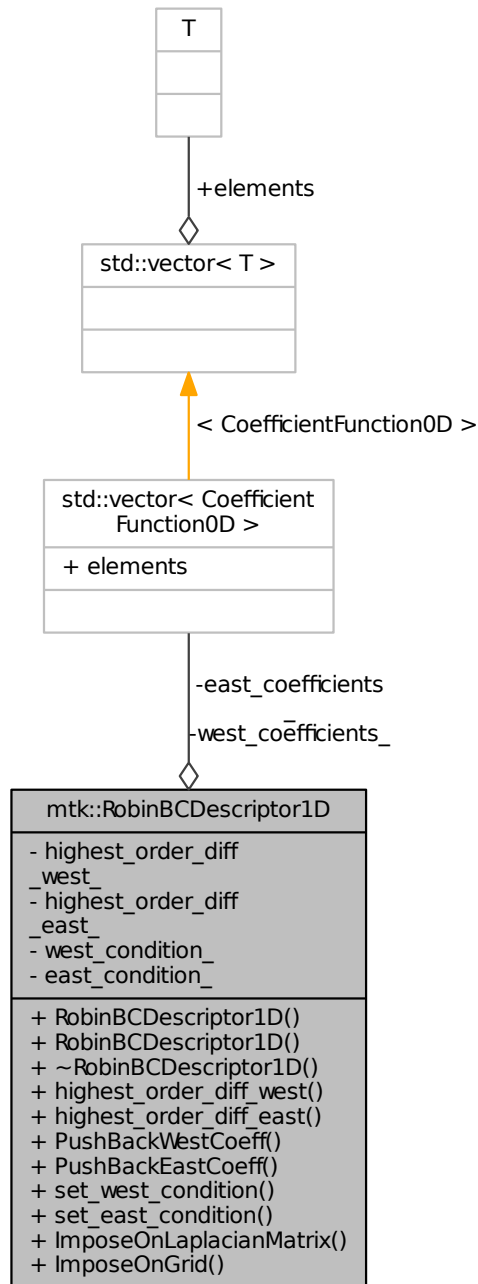 T
+elements
std::vector< T >
< CoefficientFunction0D >
std::vector< Coefficient
Function0D >
+ elements
-east_coefficients
_
-west_coefficients_
mtk::RobinBCDescriptor1D
- highest_order_diff
_west_
- highest_order_diff
_east_
- west_condition_
- east_condition_
+ RobinBCDescriptor1D()
+ RobinBCDescriptor1D()
+ ~RobinBCDescriptor1D()
+ highest_order_diff_west()
+ highest_order_diff_east()
+ PushBackWestCoeff()
+ PushBackEastCoeff()
+ set_west_condition()
+ set_east_condition()
+ ImposeOnLaplacianMatrix()
+ ImposeOnGrid()